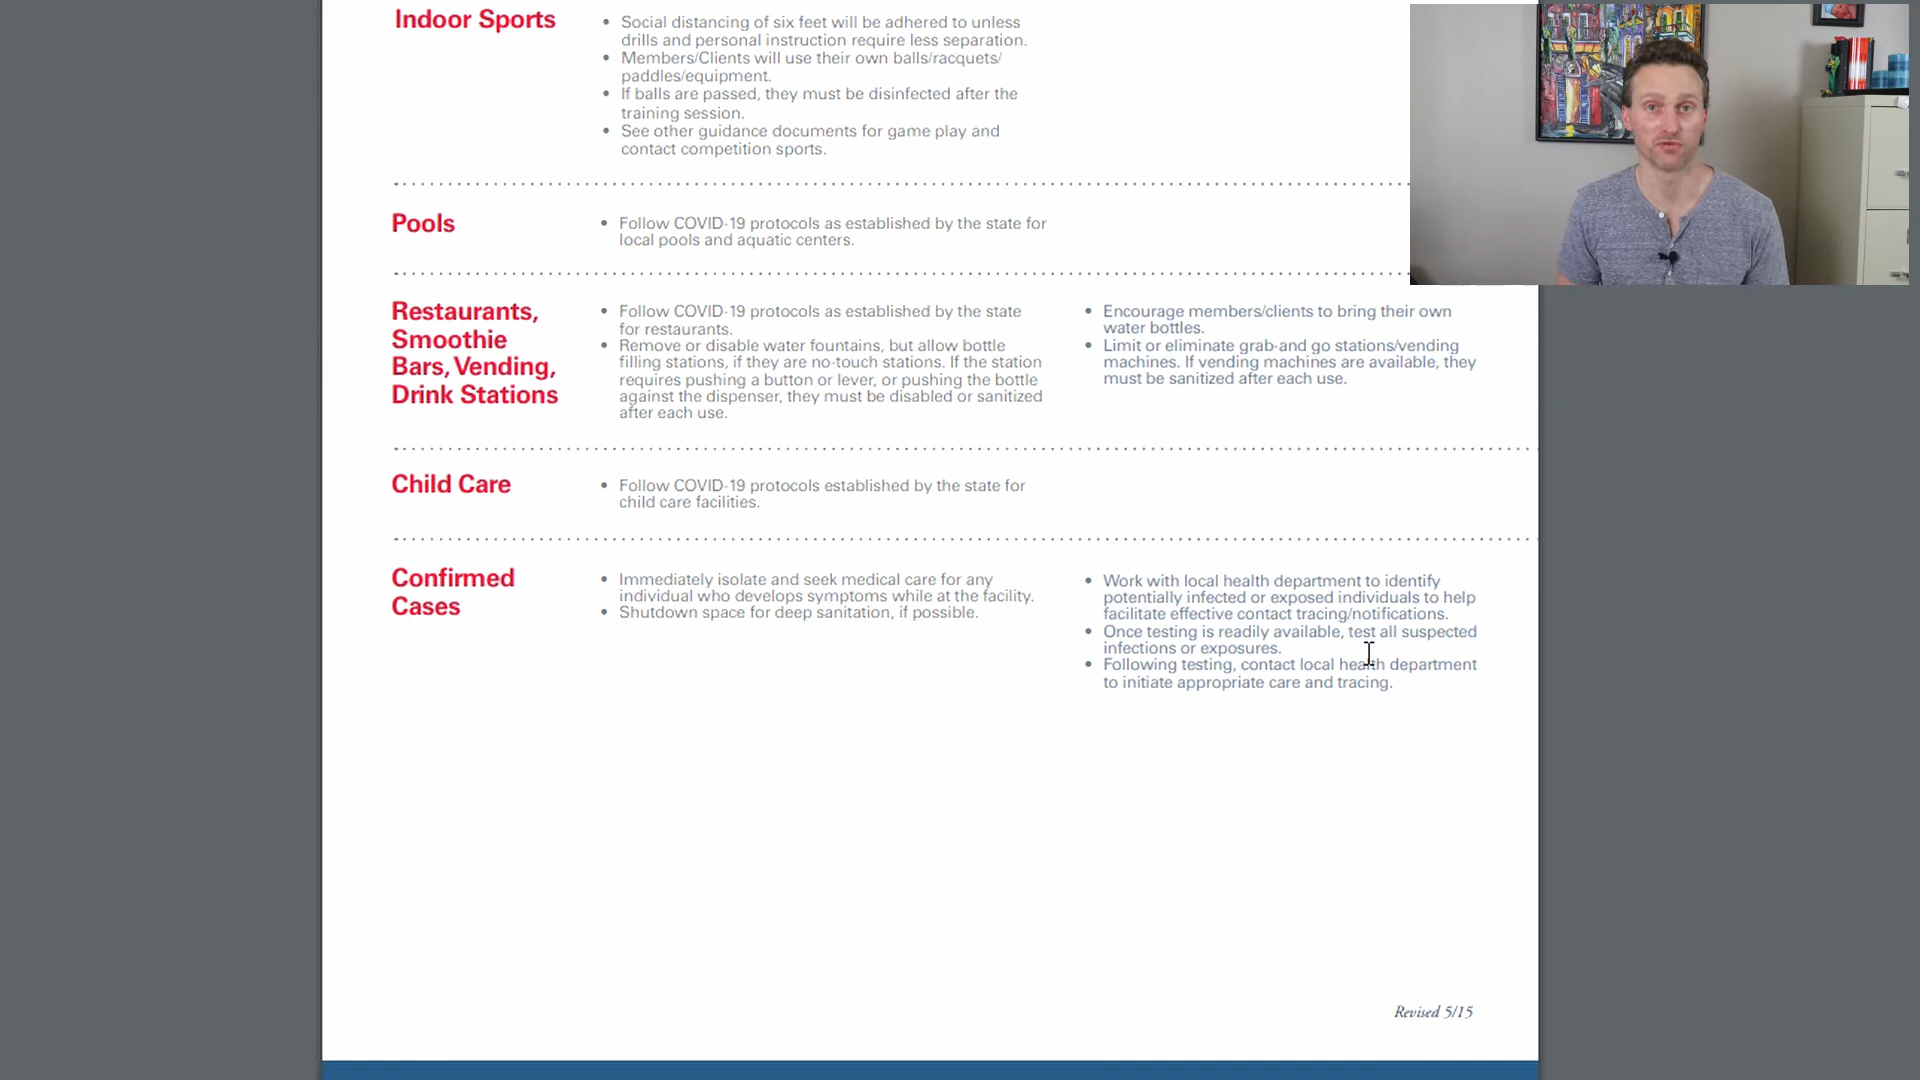 Indoor Sports
• Social distancing of six feet will be adhered to unless
drills and personal instruction require less separation.
• Members/Clients will use their own balls/racquets/
paddles/equipment.
• If balls are passed, they must be disinfected after the
training session.
• See other guidance documents for game play and
contact competition sports.
Pools
• Follow COVID-19 protocols as established by the state for
local pools and aquatic centers.
Restaurants,
Smoothie
Bars, Vending,
Drink Stations
• Follow COVID-19 protocols as established by the state
for restaurants.
• Remove or disable water fountains, but allow bottle
filling stations, if they are no-touch stations. If the station
requires pushing a button or lever, or pushing the bottle
against the dispenser, they must be disabled or sanitized
after each use.
• Encourage members/clients to bring their own
water bottles.
• Limit or eliminate grab-and go stations/vending
machines. If vending machines are available, they
must be sanitized after each use.
Child Care
• Follow COVID-19 protocols established by the state for
child care facilities.
Confirmed
Cases
• Immediately isolate and seek medical care for any
individual who develops symptoms while at the facility.
• Shutdown space for deep sanitation, if possible.
• Work with local health department to identify
potentially infected or exposed individuals to help
facilitate effective contact tracing/notifications.
• Once testing is readily available, test all suspected
infections or exposures.
• Following testing, contact local health department
to initiate appropriate care and tracing.
Revised 5/15